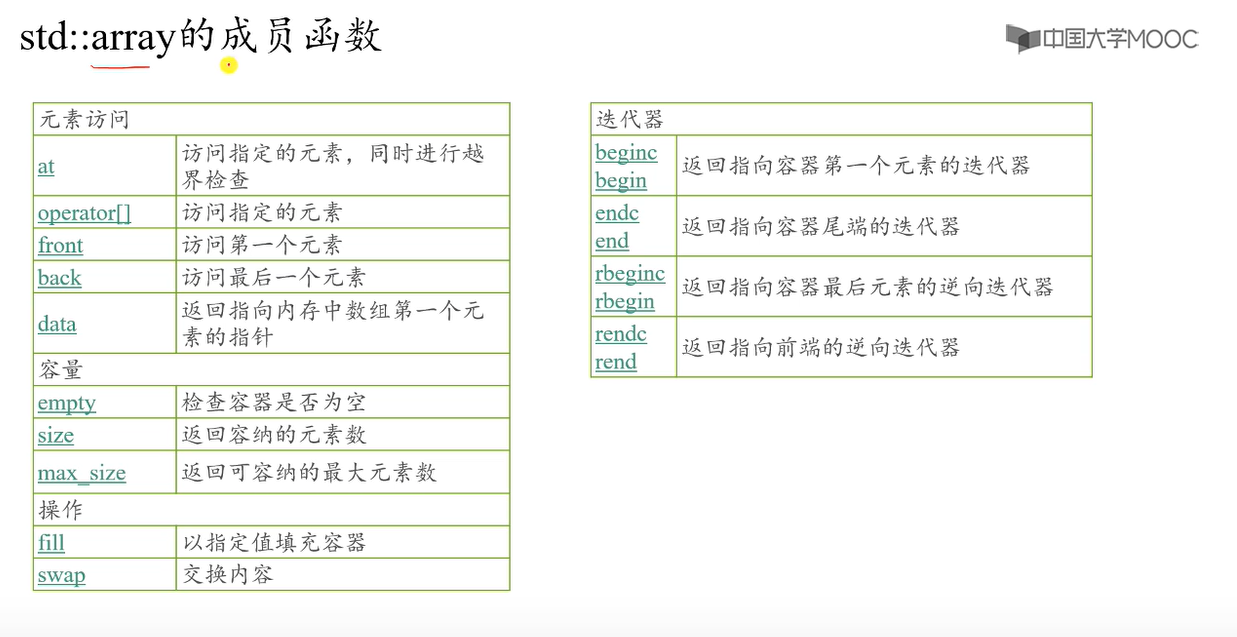 std::array的成员函数
中国大学MOOC
元素访问
at 访问指定的元素，同时进行越
界检查
operator[] 访问指定的元素
front 访问第一个元素
back 访问最后一个元素
data 返回指向内存中数组第一个元
素的指针
容量
empty 检查容器是否为空
size 返回容纳的元素数
max_size 返回可容纳的最大元素数
操作
fill 以指定值填充容器
swap 交换内容
迭代器
beginc
begin 返回指向容器第一个元素的迭代器
endc
end 返回指向容器尾端的迭代器
rbeginc
rbegin 返回指向容器最后元素的逆向迭代器
rendc
rend 返回指向前端的逆向迭代器